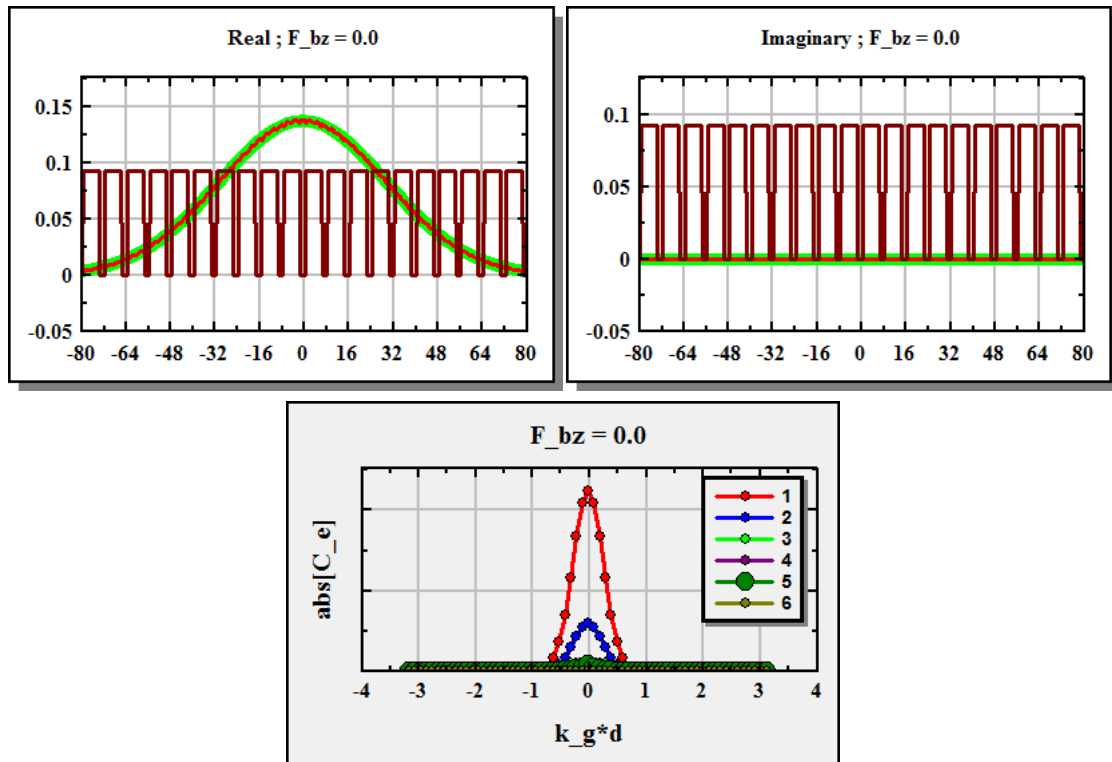 Real ; F_bz = 0.0
0.15
0.1
0.05
0
-0.05
-80 -64 -48 -32 -16 0 16 32 48 64 80
Imaginary ; F_bz = 0.0
0.1
0.05
0
-0.05
-80 -64 -48 -32 -16 0 16 32 48 64 80
F_bz = 0.0
abs[C_e]
1
2
3
4
5
6
-4 -3 -2 -1 0 1 2 3 4
k_g*d